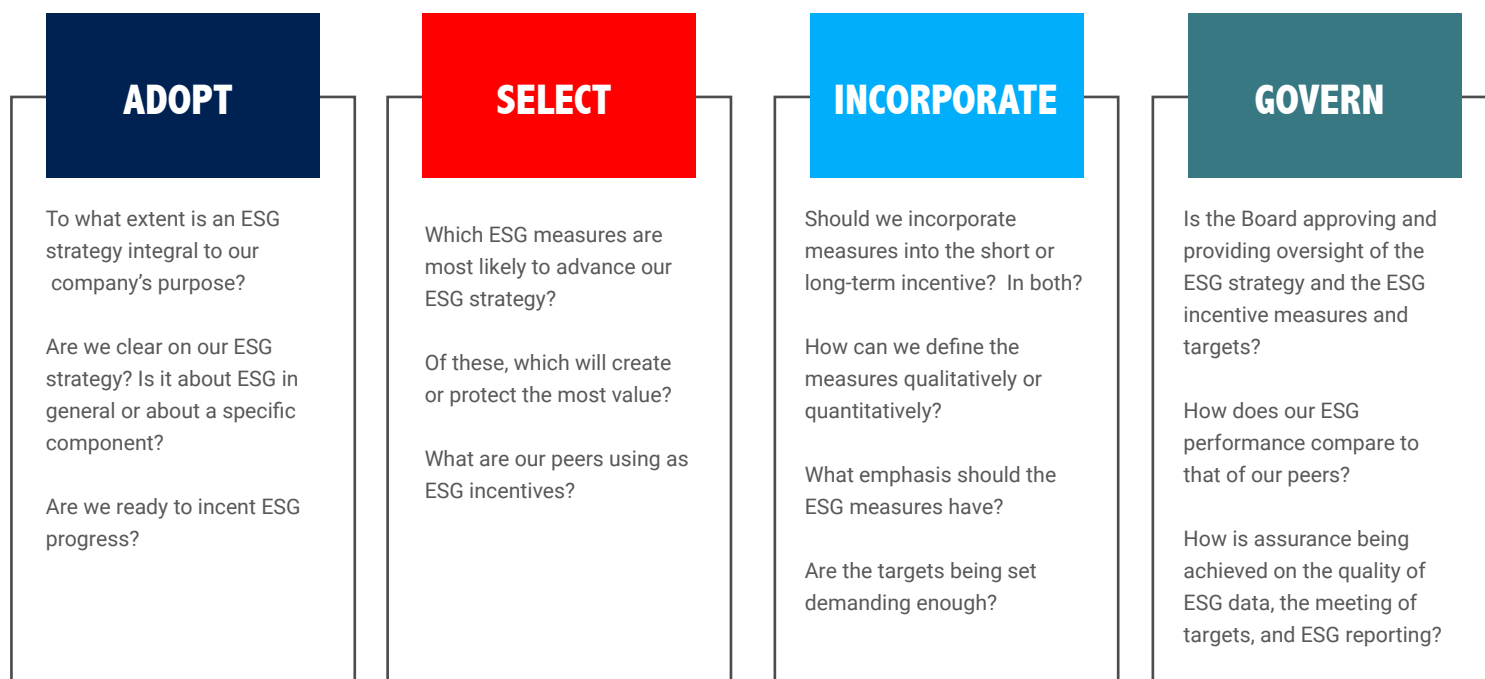 ADOPT
To what extent is an ESG
strategy integral to our
company's purpose?
Are we clear on our ESG
strategy? Is it about ESG in
general or about a specific
component?
Are we ready to incent ESG
progress?
SELECT
Which ESG measures are
most likely to advance our
ESG strategy?
Of these, which will create
or protect the most value?
What are our peers using as
ESG incentives?
INCORPORATE
Should we incorporate
measures into the short or
long-term incentive?  In both?
How can we define the
measures qualitatively or
quantitatively?
What emphasis should the
ESG measures have?
Are the targets being set
demanding enough?
GOVERN
Is the Board approving and
providing oversight of the
ESG strategy and the ESG
incentive measures and
targets?
How does our ESG
performance compare to
that of our peers?
How is assurance being
achieved on the quality of
ESG data, the meeting of
targets, and ESG reporting?